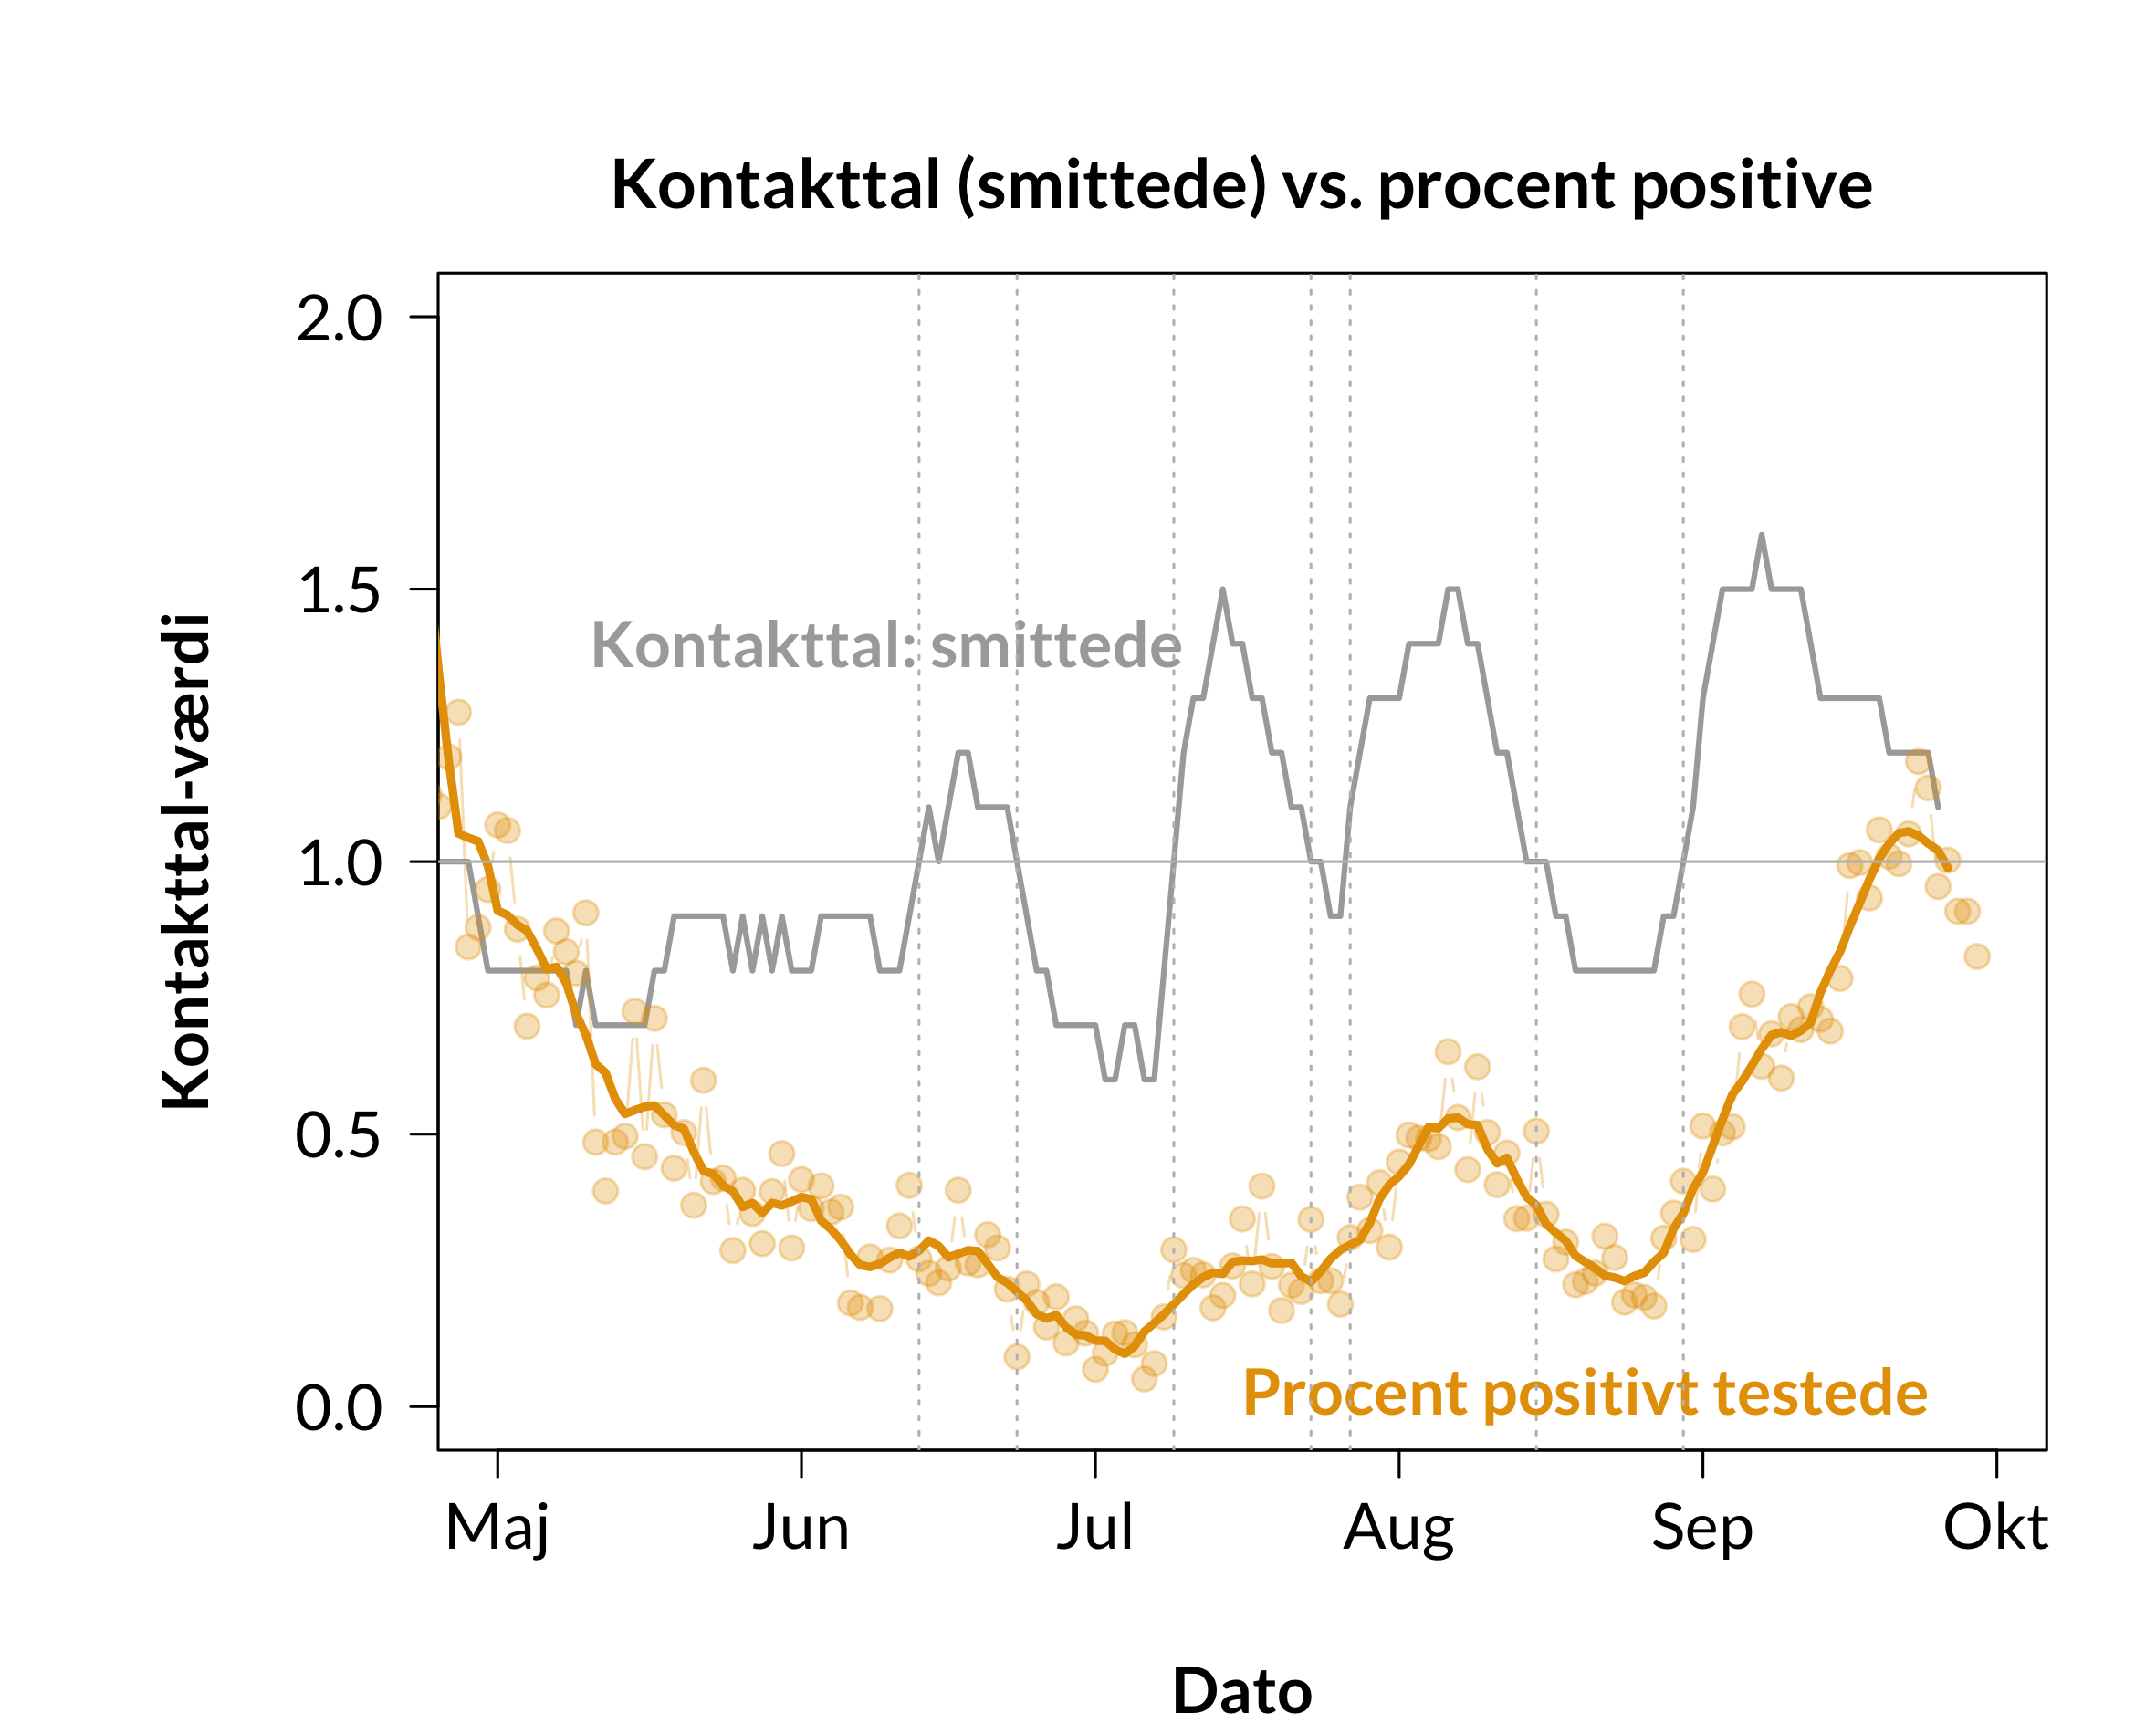 Kontakttal (smittede) vs. procent positive
Kontakttal-værdi
2.0
1.5
1.0
0.5
0.0
Kontakttal: smittede
Procent positivt testede
Maj Jun Jul Aug Sep Okt
Dato